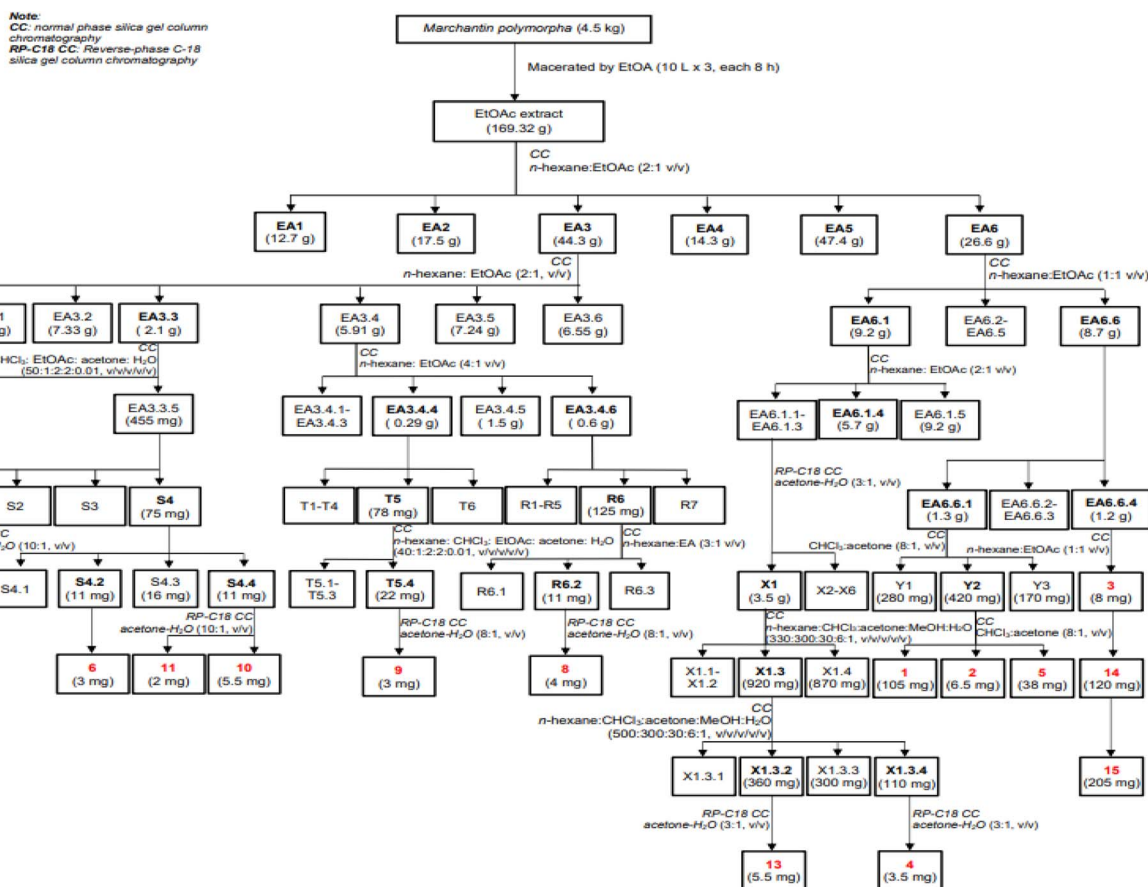 Note:
CC: normal phase silica gel column
chromatography
RP-C18 CC: Reverse-phase C-18
silica gel column chromatography
Marchantin polymorpha (4.5 kg)
Macerated by EtOA (10 L x 3, each 8 h)
EtOAc extract
(169.32 g)
CC
n-hexane:EtOAc (2:1 v/v)
EA1
(12.7 g)
EA2
(17.5 g)
EA3
(44.3 g)
EA4
(14.3 g)
EA5
(47.4 g)
EA6
(26.6 g)
CC
n-hexane: EtOAc (2:1, v/v)
CC
n-hexane:EtOAc (1:1 v/v)
1
g)
EA3.2
(7.33 g)
EA3.3
( 2.1 g)
EA3.4
(5.91 g)
EA3.5
(7.24 g)
EA3.6
(6.55 g)
EA6.1
(9.2 g)
EA6.2-
EA6.5
EA6.6
(8.7 g)
CC
HCl₃: EtOAc: acetone: H₂O
(50:1:2:2:0.01, v/v/v/v/v)
CC
n-hexane: EtOAc (4:1 v/v)
CC
n-hexane: EtOAc (2:1 v/v)
EA3.3.5
(455 mg)
EA3.4.1-
EA3.4.3
EA3.4.4
( 0.29 g)
EA3.4.5
( 1.5 g)
EA3.4.6
( 0.6 g)
EA6.1.1-
EA6.1.3
EA6.1.4
(5.7 g)
EA6.1.5
(9.2 g)
RP-C18 CC
acetone-H₂O (3:1, v/v)
S2
S3
S4
(75 mg)
T1-T4
T5
(78 mg)
T6
R1-R5
R6
(125 mg)
R7
EA6.6.1
(1.3 g)
EA6.6.2-
EA6.6.3
EA6.6.4
(1.2 g)
C
₂O (10:1, v/v)
CC
n-hexane: CHCl₃: EtOAc: acetone: H₂O
(40:1:2:2:0.01, v/v/v/v/v)
CC
n-hexane:EA (3:1 v/v)
CC
CHCl₃:acetone (8:1, v/v)
CC
n-hexane:EtOAc (1:1 v/v)
S4.1
S4.2
(11 mg)
S4.3
(16 mg)
S4.4
(11 mg)
T5.1-
T5.3
T5.4
(22 mg)
R6.1
R6.2
(11 mg)
R6.3
X1
(3.5 g)
X2-X6
Y1
(280 mg)
Y2
(420 mg)
Y3
(170 mg)
3
(8 mg)
RP-C18 CC
acetone-H₂O (10:1, v/v)
RP-C18 CC
acetone-H₂O (8:1, v/v)
RP-C18 CC
acetone-H₂O (8:1, v/v)
CC
n-hexane:CHCl₃:acetone:MeOH:H₂O
(330:300:30:6:1, v/v/v/v/v)
CC
CHCl₃:acetone (8:1, v/v)
6
(3 mg)
11
(2 mg)
10
(5.5 mg)
9
(3 mg)
8
(4 mg)
X1.1-
X1.2
X1.3
(920 mg)
X1.4
(870 mg)
1
(105 mg)
2
(6.5 mg)
5
(38 mg)
14
(120 mg)
CC
n-hexane:CHCl₃:acetone:MeOH:H₂O
(500:300:30:6:1, v/v/v/v/v)
X1.3.1
X1.3.2
(360 mg)
X1.3.3
(300 mg)
X1.3.4
(110 mg)
15
(205 mg)
RP-C18 CC
acetone-H₂O (3:1, v/v)
RP-C18 CC
acetone-H₂O (3:1, v/v)
13
(5.5 mg)
4
(3.5 mg)